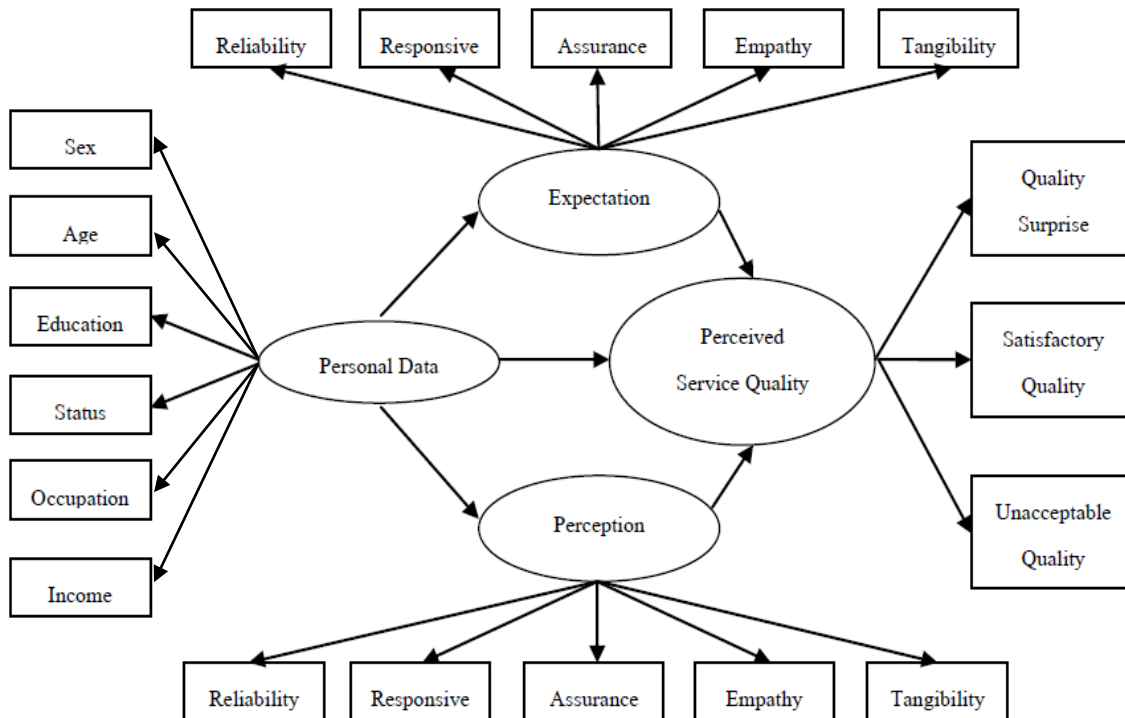 Reliability
Responsive
Assurance
Empathy
Tangibility
Sex
Age
Education
Status
Occupation
Income
Expectation
Personal Data
Perceived
Service Quality
Perception
Quality
Surprise
Satisfactory
Quality
Unacceptable
Quality
Reliability
Responsive
Assurance
Empathy
Tangibility